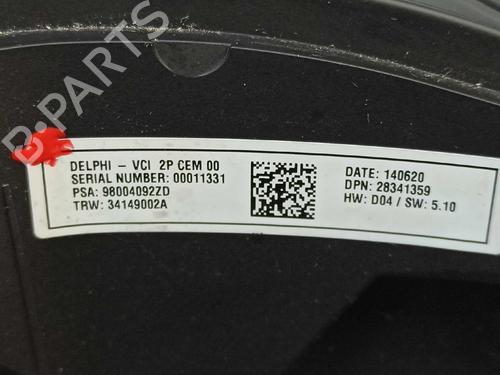 B-PARTS
DELPHI – VCI 2P CEM 00
SERIAL NUMBER: 00011331
PSA: 98004092ZD
TRW: 34149002A
DATE: 140620
DPN: 28341359
HW: D04 / SW: 5.10